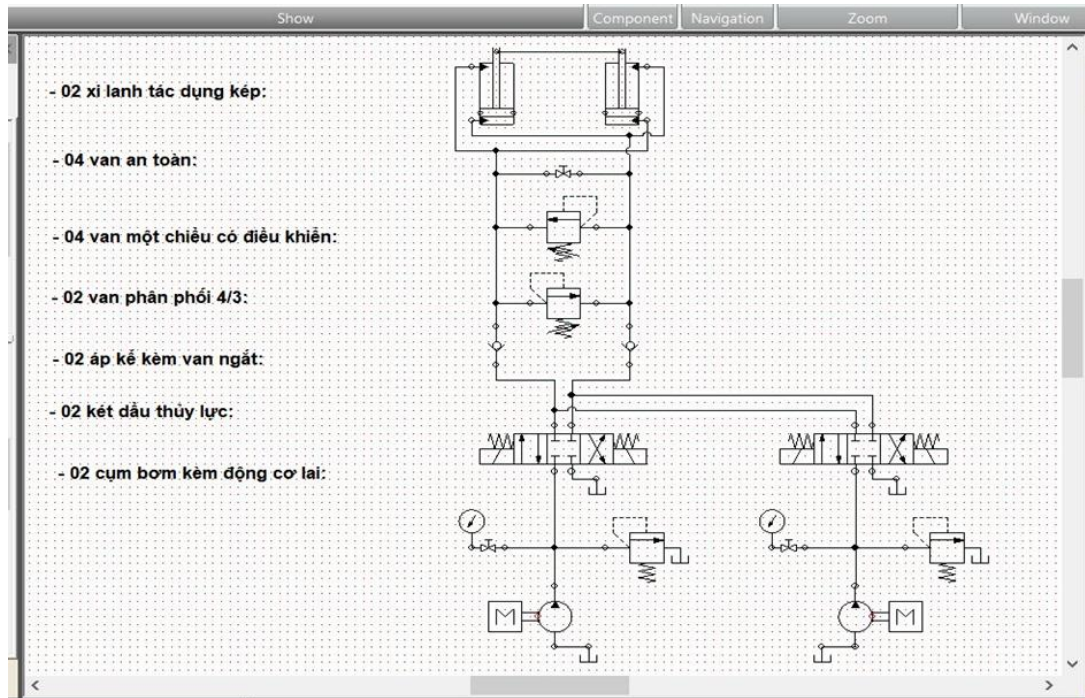 Show
Component
Navigation
Zoom
Window
- 02 xi lanh tác dụng kép:
- 04 van an toàn:
- 04 van một chiều có điều khiển:
- 02 van phân phối 4/3:
- 02 áp kế kèm van ngắt:
- 02 két dầu thủy lực:
- 02 cụm bơm kèm động cơ lai:
M
M